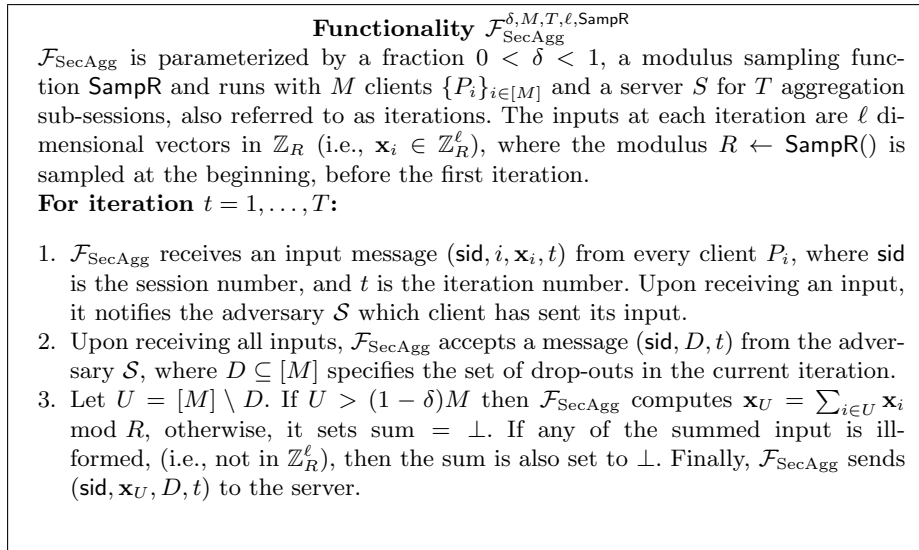 Functionality $\mathcal{F}_{\text{SecAgg}}^{\delta,M,T,\ell,\mathsf{SampR}}$
$\mathcal{F}_{\text{SecAgg}}$ is parameterized by a fraction $0 < \delta < 1$, a modulus sampling func-
tion SampR and runs with $M$ clients $\{P_i\}_{i\in[M]}$ and a server $S$ for $T$ aggregation
sub-sessions, also referred to as iterations. The inputs at each iteration are $\ell$ di-
mensional vectors in $\mathbb{Z}_R$ (i.e., $\mathbf{x}_i \in \mathbb{Z}_R^\ell$), where the modulus $R \leftarrow \mathsf{SampR}()$ is
sampled at the beginning, before the first iteration.
For iteration $t = 1, \ldots, T$:
1. $\mathcal{F}_{\text{SecAgg}}$ receives an input message $(\mathsf{sid}, i, \mathbf{x}_i, t)$ from every client $P_i$, where sid
is the session number, and $t$ is the iteration number. Upon receiving an input,
it notifies the adversary $\mathcal{S}$ which client has sent its input.
2. Upon receiving all inputs, $\mathcal{F}_{\text{SecAgg}}$ accepts a message $(\mathsf{sid}, D, t)$ from the adver-
sary $\mathcal{S}$, where $D \subseteq [M]$ specifies the set of drop-outs in the current iteration.
3. Let $U = [M] \setminus D$. If $U > (1 - \delta)M$ then $\mathcal{F}_{\text{SecAgg}}$ computes $\mathbf{x}_U = \sum_{i\in U} \mathbf{x}_i$
mod $R$, otherwise, it sets sum $= \bot$. If any of the summed input is ill-
formed, (i.e., not in $\mathbb{Z}_R^\ell$), then the sum is also set to $\bot$. Finally, $\mathcal{F}_{\text{SecAgg}}$ sends
$(\mathsf{sid}, \mathbf{x}_U, D, t)$ to the server.